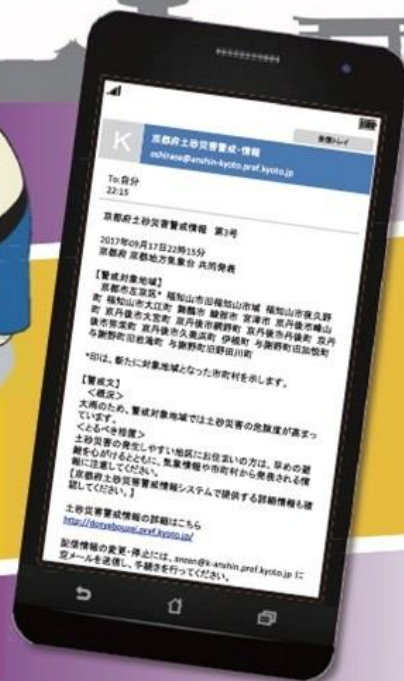 K
京都府土砂災害警戒・情報
受信トレイ
oshirase@anshin-kyoto.pref.kyoto.jp
To:自分
22:15
京都府土砂災害警戒情報 第3号
2017年09月17日22時15分
京都府 京都地方気象台 共同発表
【警戒対象地域】
京都市左京区* 福知山市旧福知山市域 福知山市夜久野
町 福知山市大江町 舞鶴市 綾部市 宮津市 京丹後市峰山
町 京丹後市大宮町 京丹後市網野町 京丹後市丹後町 京丹
後市弥栄町 京丹後市久美浜町 伊根町 与謝野町旧加悦町
与謝野町旧岩滝町 与謝野町旧野田川町
*印は、新たに対象地域となった市町村を示します。
【警戒文】
<概況>
大雨のため、警戒対象地域では土砂災害の危険度が高まっ
ています。
<とるべき措置>
土砂災害の発生しやすい地区にお住まいの方は、早めの避
難を心がけるとともに、気象情報や市町村から発表される情
報に注意してください。
【京都府土砂災害警戒情報システムで提供する詳細情報も確
認してください。】
土砂災害警戒情報の詳細はこちら
http://dosyabousai.pref.kyoto.jp/
配信情報の変更・停止には、anzen@k-anshin.pref.kyoto.jp に
空メールを送信し、手続きを行ってください。